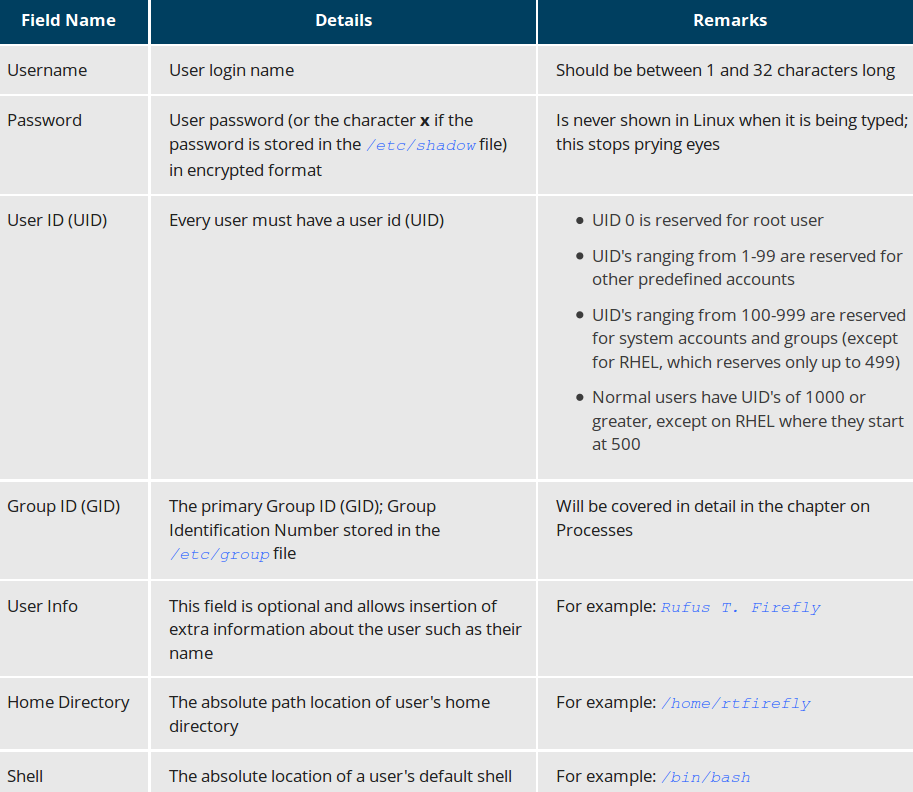 Field Name
Details
Remarks
Username
User login name
Should be between 1 and 32 characters long
Password
User password (or the character x if the
password is stored in the /etc/shadow file)
in encrypted format
Is never shown in Linux when it is being typed;
this stops prying eyes
User ID (UID)
Every user must have a user id (UID)
• UID 0 is reserved for root user
• UID's ranging from 1-99 are reserved for
other predefined accounts
• UID's ranging from 100-999 are reserved
for system accounts and groups (except
for RHEL, which reserves only up to 499)
• Normal users have UID's of 1000 or
greater, except on RHEL where they start
at 500
Group ID (GID)
The primary Group ID (GID); Group
Identification Number stored in the
/etc/group file
Will be covered in detail in the chapter on
Processes
User Info
This field is optional and allows insertion of
extra information about the user such as their
name
For example: Rufus T. Firefly
Home Directory
The absolute path location of user's home
directory
For example: /home/rtfirefly
Shell
The absolute location of a user's default shell
For example: /bin/bash